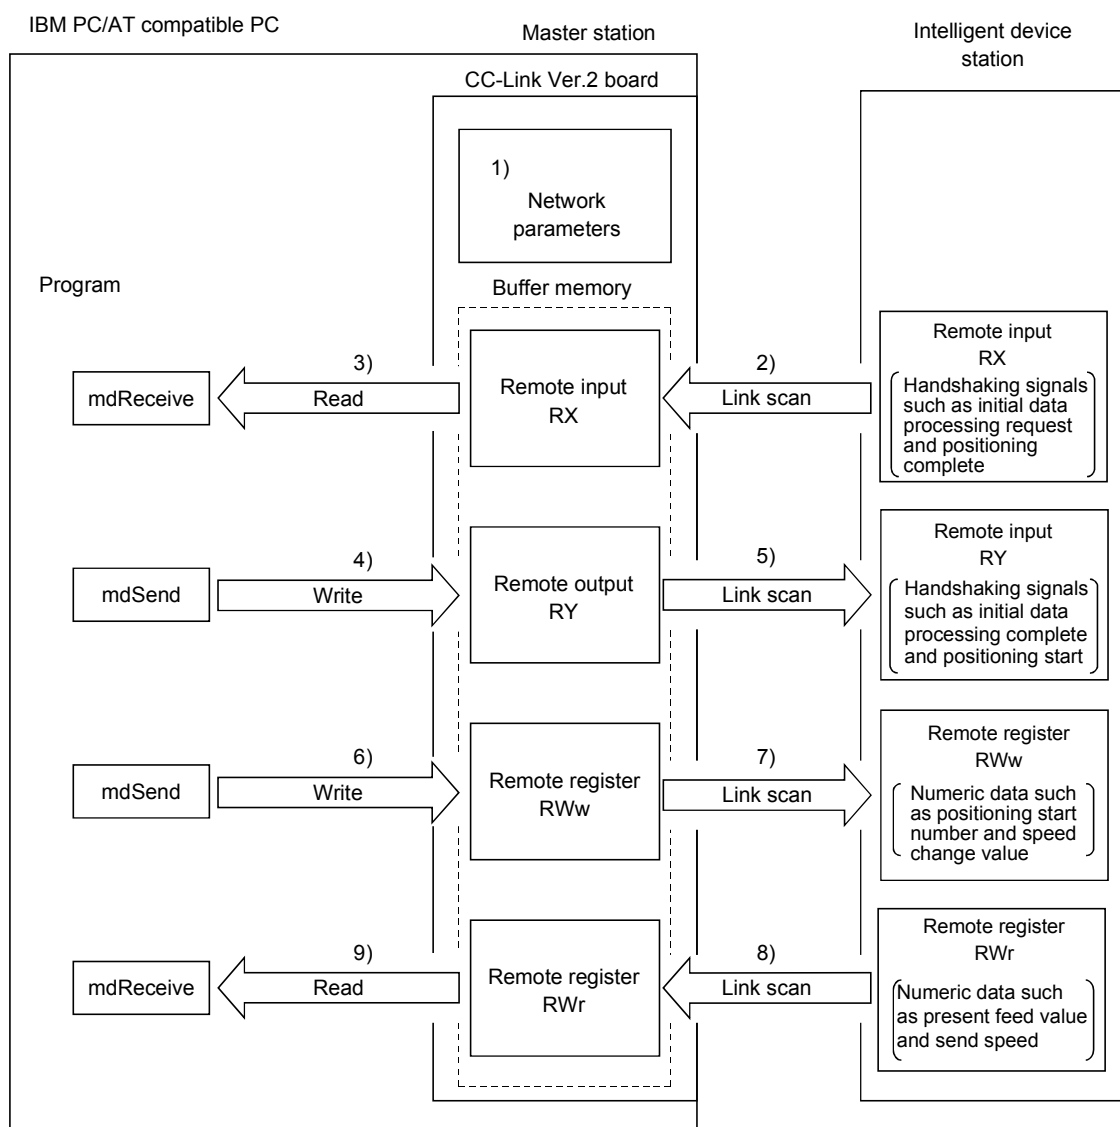 IBM PC/AT compatible PC
Master station
Intelligent device
station
CC-Link Ver.2 board
1)
Network
parameters
Program
Buffer memory
mdReceive
3)
Read
Remote input
RX
2)
Link scan
Remote input
RX
Handshaking signals
such as initial data
processing request
and positioning
complete
mdSend
4)
Write
Remote output
RY
5)
Link scan
Remote input
RY
Handshaking signals
such as initial data
processing complete
and positioning start
mdSend
6)
Write
Remote register
RWw
7)
Link scan
Remote register
RWw
Numeric data such
as positioning start
number and speed
change value
mdReceive
9)
Read
Remote register
RWr
8)
Link scan
Remote register
RWr
Numeric data such
as present feed value
and send speed